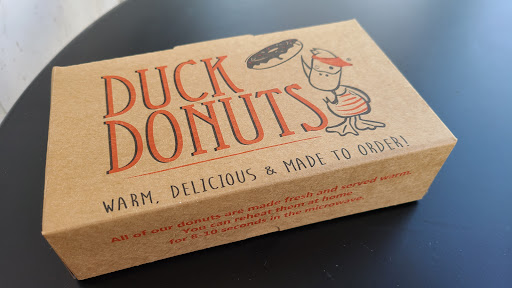 DUCK
DONUTS
WARM, DELICIOUS & MADE TO ORDER!
All of our donuts are made fresh and served warm.
You can reheat them at home
for 6-10 seconds in the microwave.